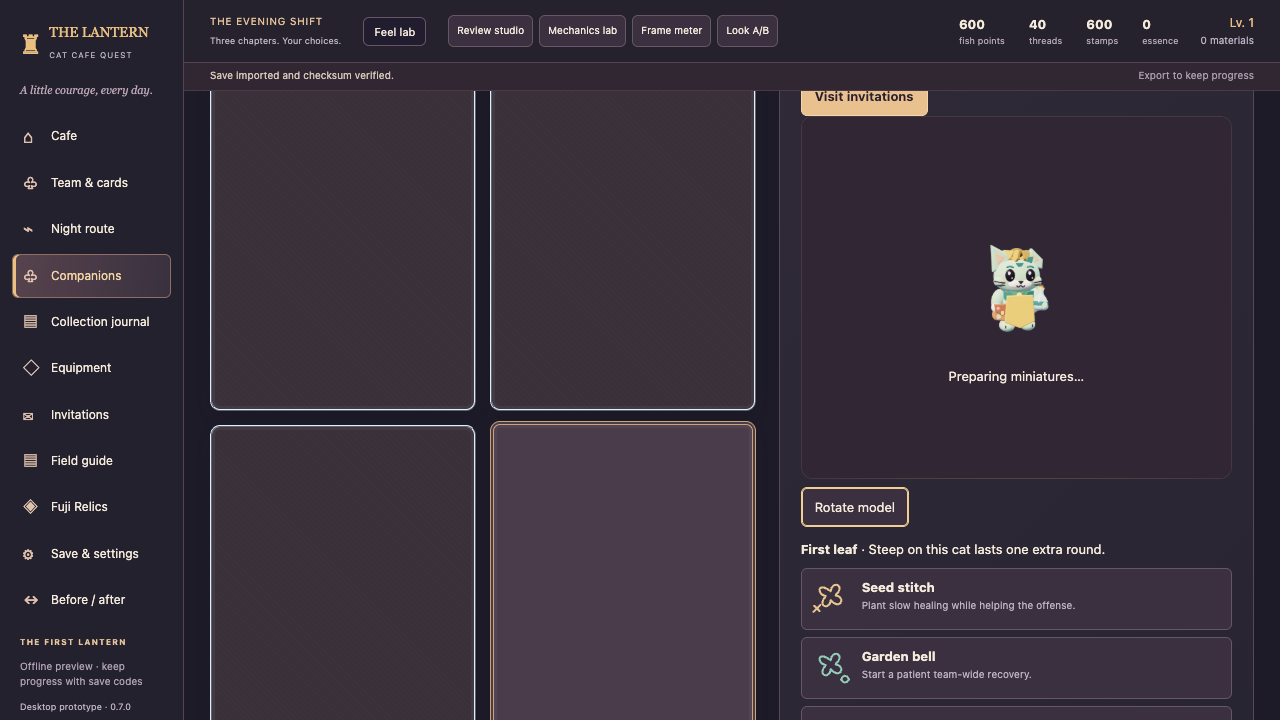 THE LANTERN
CAT CAFE QUEST
A little courage, every day.
Cafe
Team & cards
Night route
Companions
Collection journal
Equipment
Invitations
Field guide
Fuji Relics
Save & settings
Before / after
THE FIRST LANTERN
Offline preview · keep
progress with save codes
Desktop prototype · 0.7.0
THE EVENING SHIFT
Three chapters. Your choices.
Feel lab
Review studio
Mechanics lab
Frame meter
Look A/B
600
fish points
40
threads
600
stamps
0
essence
Lv. 1
0 materials
Save imported and checksum verified.
Export to keep progress
Visit invitations
Preparing miniatures...
Rotate model
First leaf · Steep on this cat lasts one extra round.
Seed stitch
Plant slow healing while helping the offense.
Garden bell
Start a patient team-wide recovery.